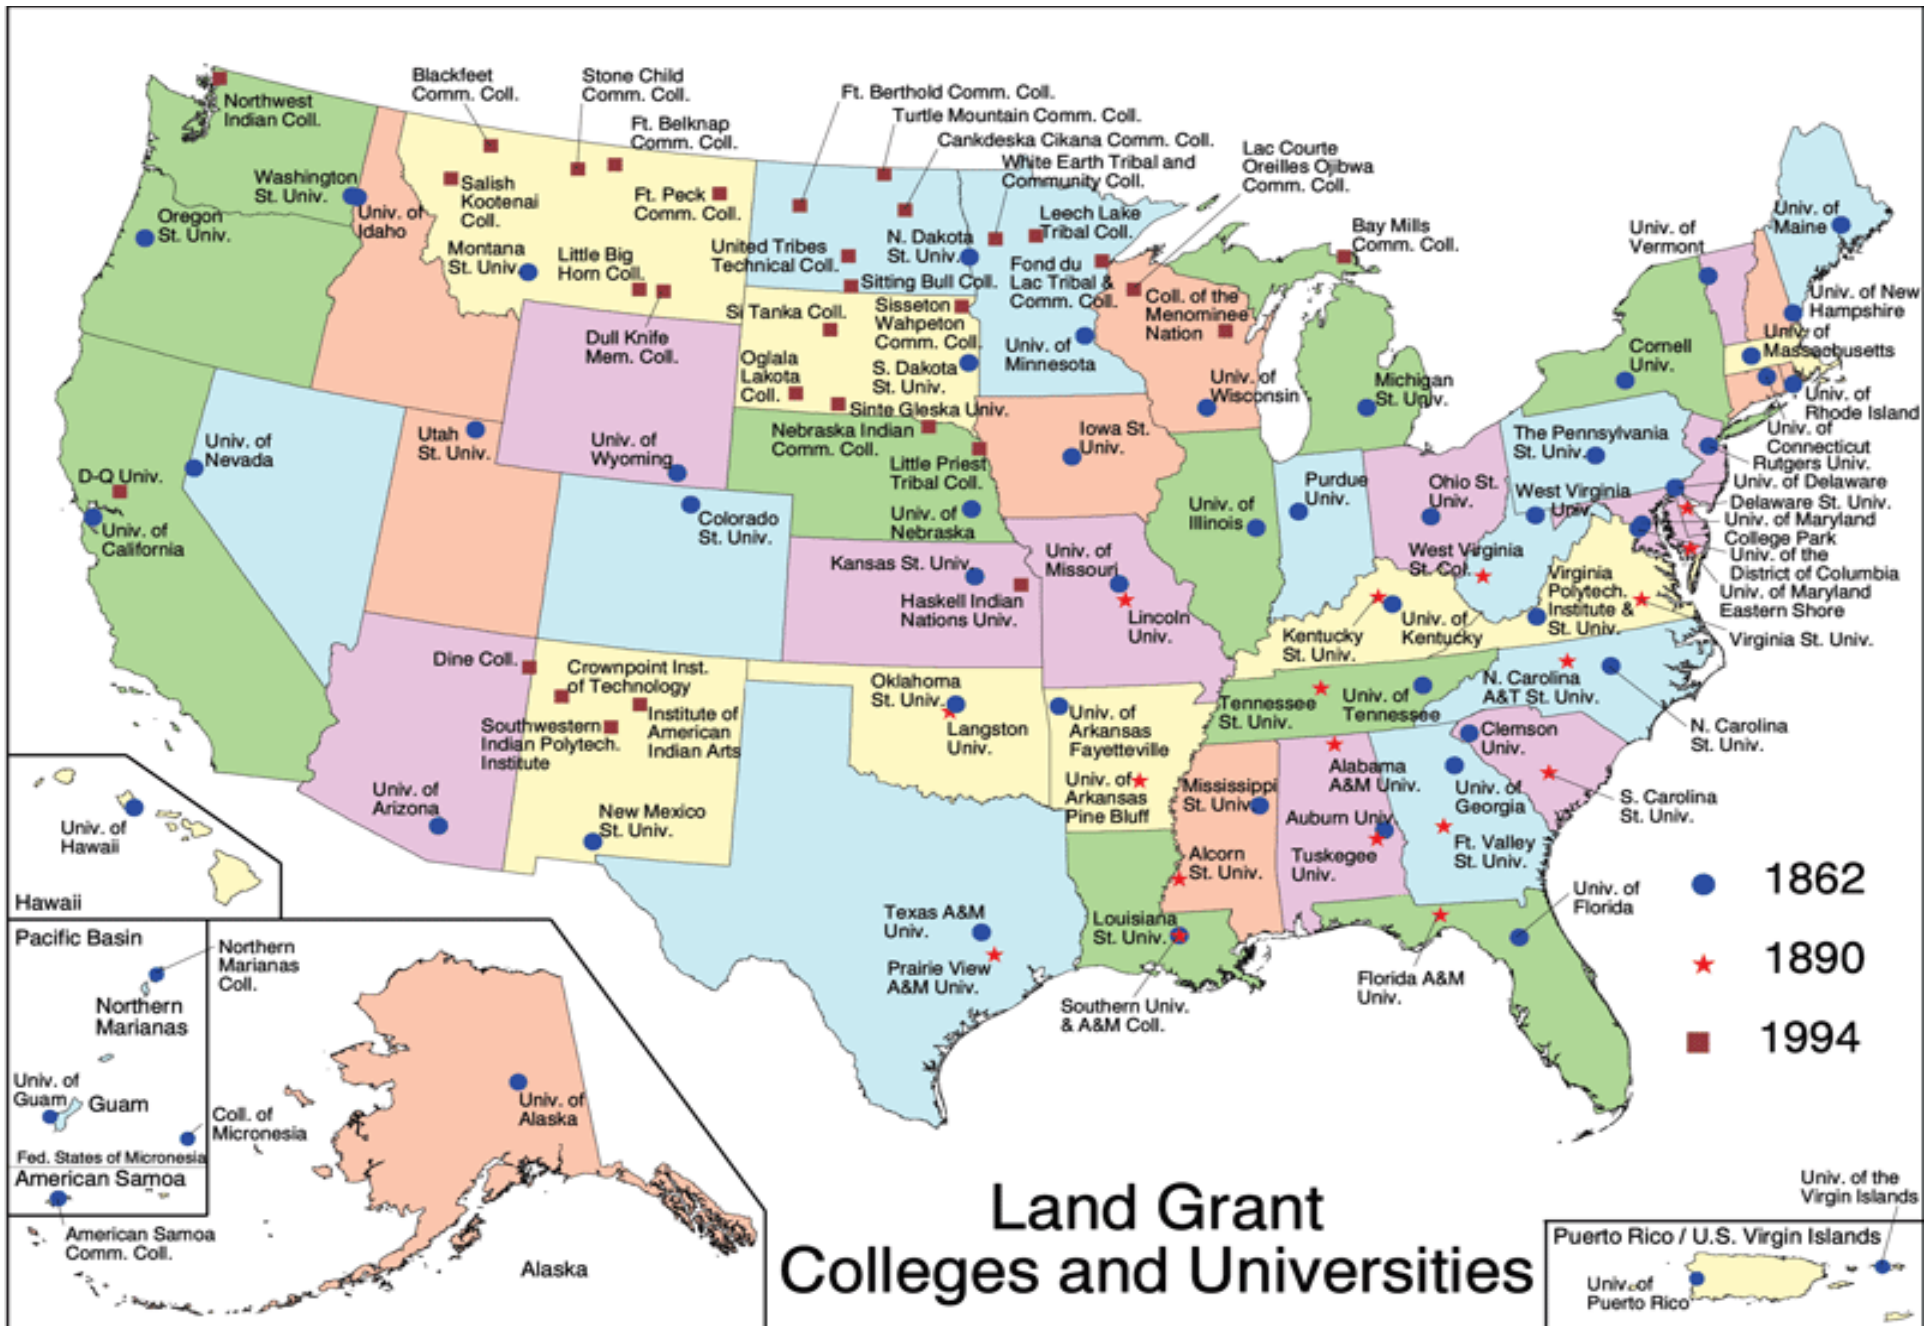 Blackfeet
Comm. Coll.
Stone Child
Comm. Coll.
Ft. Belknap
Comm. Coll.
Ft. Berthold Comm. Coll.
Turtle Mountain Comm. Coll.
Cankdeska Cikana Comm. Coll.
White Earth Tribal and
Community Coll.
Lac Courte
Oreilles Ojibwa
Comm. Coll.
Northwest
Indian Coll.
Washington
St. Univ.
Oregon
St. Univ.
Univ. of
Idaho
Salish
Kootenai
Coll.
Ft. Peck
Comm. Coll.
Montana
St. Univ.
Little Big
Horn Coll.
United Tribes
Technical Coll.
N. Dakota
St. Univ.
Leech Lake
Tribal Coll.
Fond du
Lac Tribal &
Comm. Coll.
Sitting Bull Coll.
Bay Mills
Comm. Coll.
Univ. of
Vermont
Univ. of
Maine
Si Tanka Coll.
Sisseton
Wahpeton
Comm. Coll.
Coll. of the
Menominee
Nation
Univ. of New
Hampshire
Dull Knife
Mem. Coll.
Oglala
Lakota
Coll.
S. Dakota
St. Univ.
Univ. of
Minnesota
Univ. of
Wisconsin
Michigan
St. Univ.
Cornell
Univ.
Univ. of
Massachusetts
Univ. of
Rhode Island
Univ. of
Connecticut
Sinte Gleska Univ.
Nebraska Indian
Comm. Coll.
Little Priest
Tribal Coll.
Univ. of
Nebraska
Iowa St.
Univ.
Utah
St. Univ.
Univ. of
Wyoming
Univ. of
Nevada
D-Q Univ.
Univ. of
California
Colorado
St. Univ.
Univ. of
Illinois
Purdue
Univ.
Ohio St.
Univ.
The Pennsylvania
St. Univ.
Rutgers Univ.
Univ. of Delaware
Delaware St. Univ.
Univ. of Maryland
College Park
Univ. of the
District of Columbia
Univ. of Maryland
Eastern Shore
Virginia St. Univ.
West Virginia
Univ.
West Virginia
St. Col.
Virginia
Polytech.
Institute &
St. Univ.
Kansas St. Univ.
Haskell Indian
Nations Univ.
Univ. of
Missouri
Lincoln
Univ.
Kentucky
St. Univ.
Univ. of
Kentucky
Dine Coll.
Crownpoint Inst.
of Technology
Southwestern
Indian Polytech.
Institute
Institute of
American
Indian Arts
Oklahoma
St. Univ.
Langston
Univ.
Univ. of
Arkansas
Fayetteville
Univ. of
Arkansas
Pine Bluff
Tennessee
St. Univ.
Univ. of
Tennessee
N. Carolina
A&T St. Univ.
N. Carolina
St. Univ.
Clemson
Univ.
S. Carolina
St. Univ.
Univ. of
Arizona
New Mexico
St. Univ.
Mississippi
St. Univ.
Alabama
A&M Univ.
Auburn Univ.
Tuskegee
Univ.
Univ. of
Georgia
Ft. Valley
St. Univ.
Alcorn
St. Univ.
Univ. of
Florida
Texas A&M
Univ.
Prairie View
A&M Univ.
Louisiana
St. Univ.
Southern Univ.
& A&M Coll.
Florida A&M
Univ.
1862
1890
1994
Univ. of
Hawaii
Hawaii
Pacific Basin
Northern
Marianas
Coll.
Northern
Marianas
Univ. of
Guam
Guam
Coll. of
Micronesia
Fed. States of Micronesia
American Samoa
American Samoa
Comm. Coll.
Univ. of
Alaska
Alaska
Land Grant
Colleges and Universities
Univ. of the
Virgin Islands
Puerto Rico / U.S. Virgin Islands
Univ. of
Puerto Rico